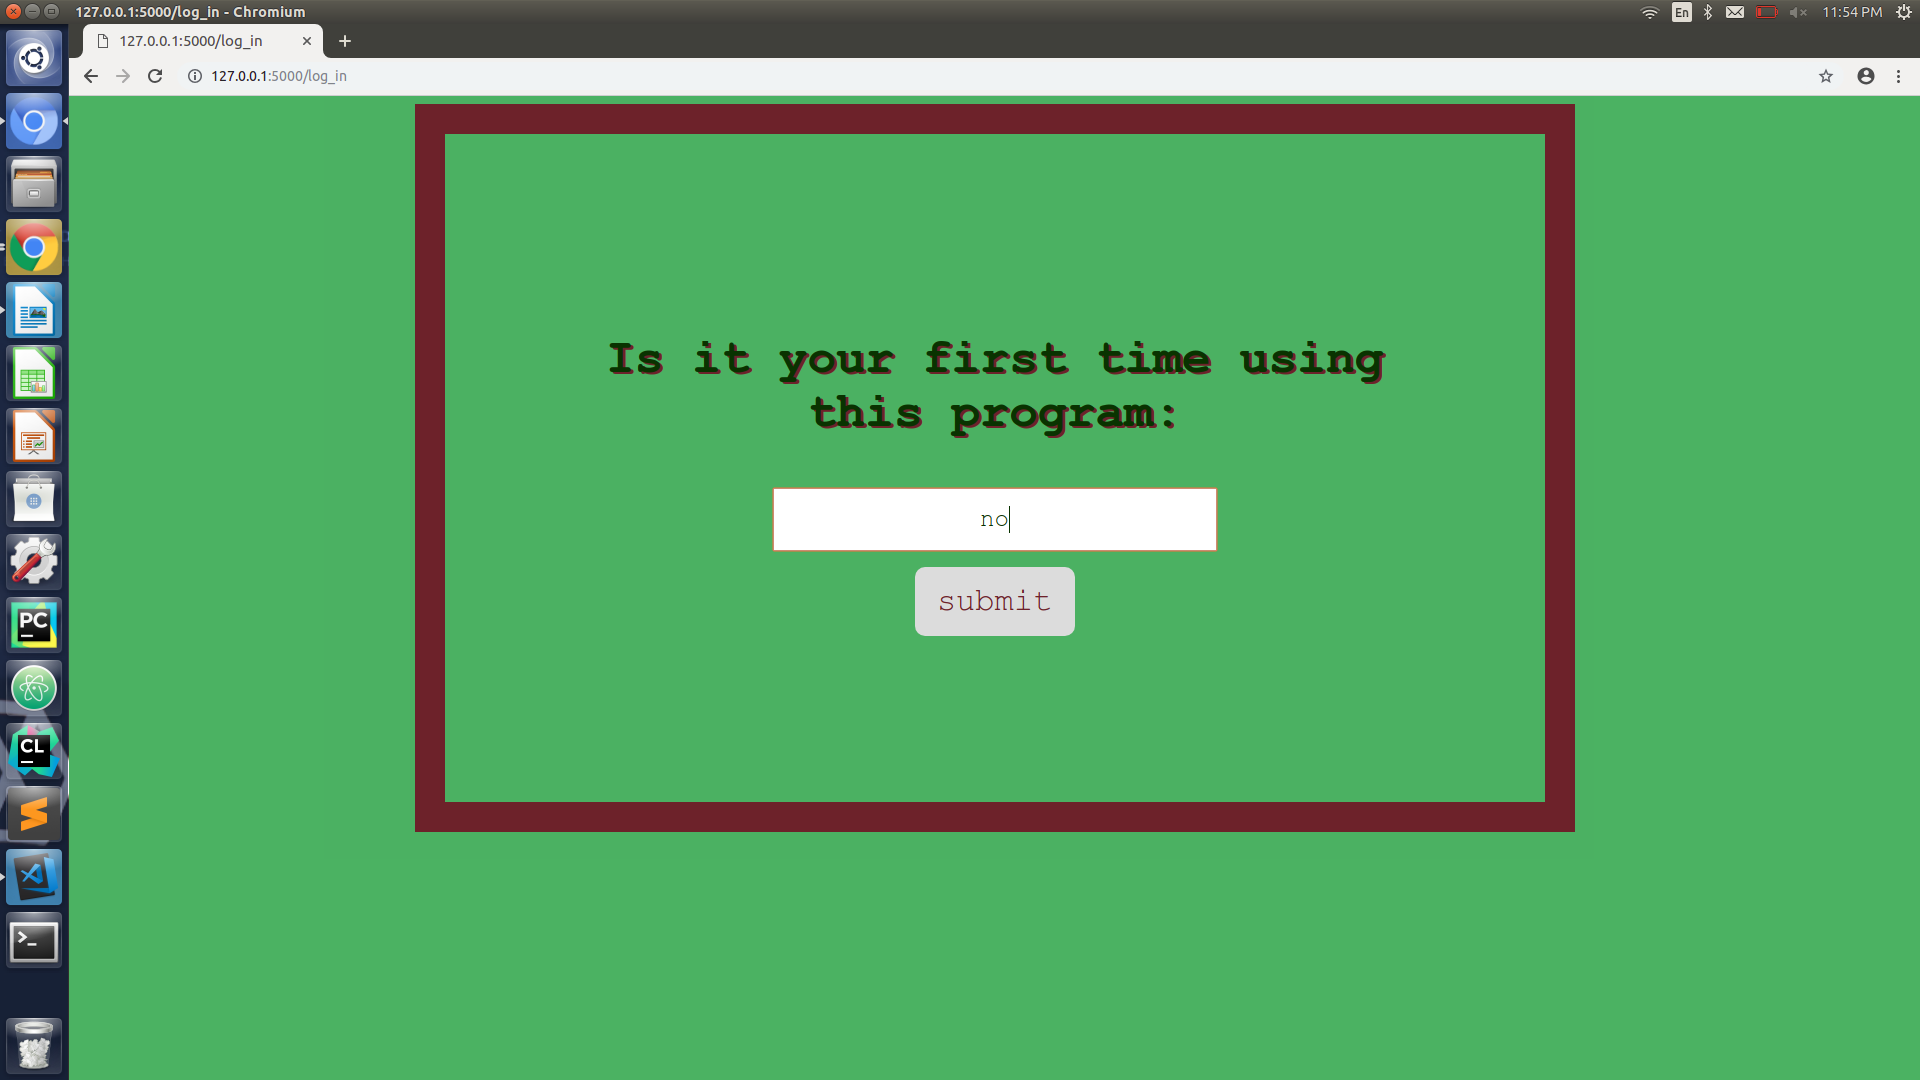 127.0.0.1:5000/log_in - Chromium
En
11:54 PM
127.0.0.1:5000/log_in
127.0.0.1:5000/log_in
Is it your first time using
this program:
no
submit
PC
CL
>_